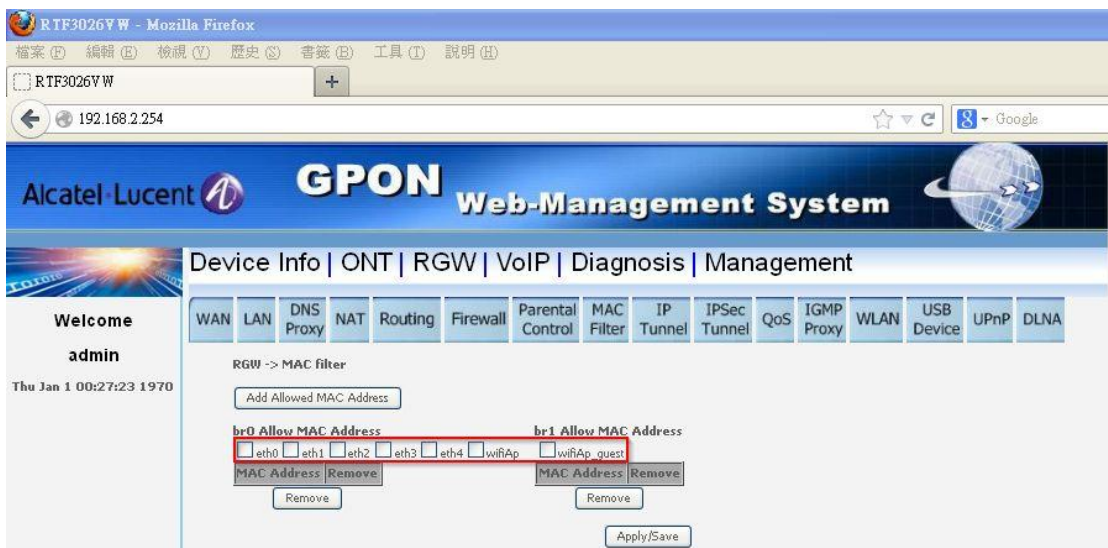 RTF3026VW - Mozilla Firefox
檔案(F) 編輯(E) 檢視(V) 歷史(S) 書籤(B) 工具(T) 說明(H)
RTF3026VW +
192.168.2.254 8 Google
Alcatel·Lucent GPON Web-Management System
Device Info | ONT | RGW | VoIP | Diagnosis | Management
WAN LAN DNS Proxy NAT Routing Firewall Parental Control MAC Filter IP Tunnel IPSec Tunnel QoS IGMP Proxy WLAN USB Device UPnP DLNA
Welcome
admin
Thu Jan 1 00:27:23 1970
RGW -> MAC filter
Add Allowed MAC Address
br0 Allow MAC Address br1 Allow MAC Address
eth0 eth1 eth2 eth3 eth4 wifiAp wifiAp_guest
MAC Address Remove MAC Address Remove
Remove Remove
Apply/Save